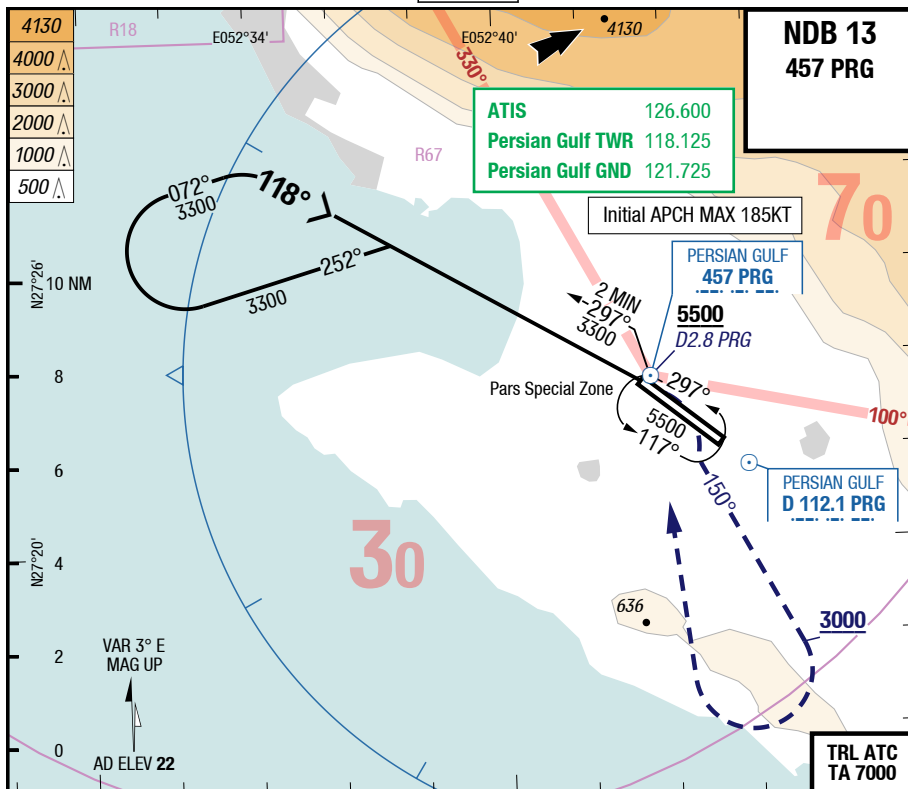 4130
4000
3000
2000
1000
500
R18
E052°34'
E052°40'
4130
NDB 13
457 PRG
330°
ATIS 126.600
Persian Gulf TWR 118.125
Persian Gulf GND 121.725
R67
70
072°
3300
118°
Initial APCH MAX 185KT
252°
3300
N27°26'
10 NM
PERSIAN GULF
457 PRG
2 MIN
297°
3300
5500
D2.8 PRG
8
Pars Special Zone
297°
5500
117°
100°
6
150°
PERSIAN GULF
D 112.1 PRG
30
N27°20'
4
636
3000
VAR 3° E
MAG UP
2
0
AD ELEV 22
TRL ATC
TA 7000